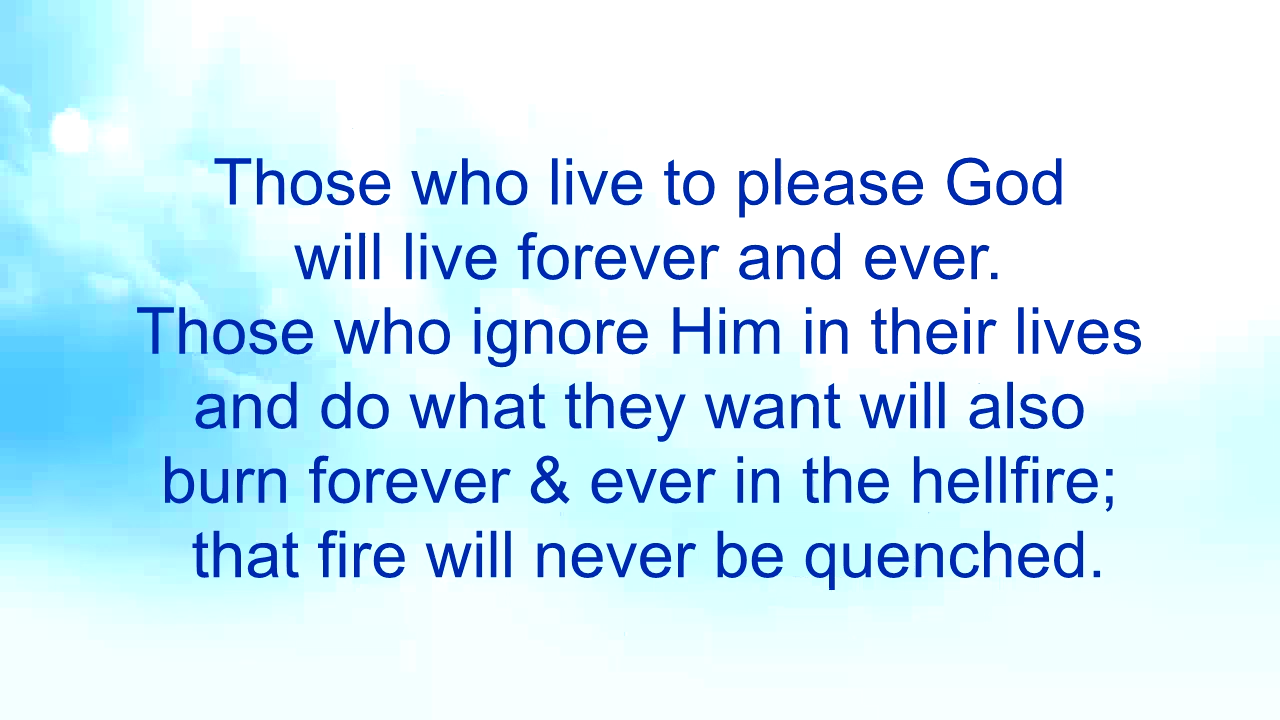 Those who live to please God
will live forever and ever.
Those who ignore Him in their lives
and do what they want will also
burn forever & ever in the hellfire;
that fire will never be quenched.